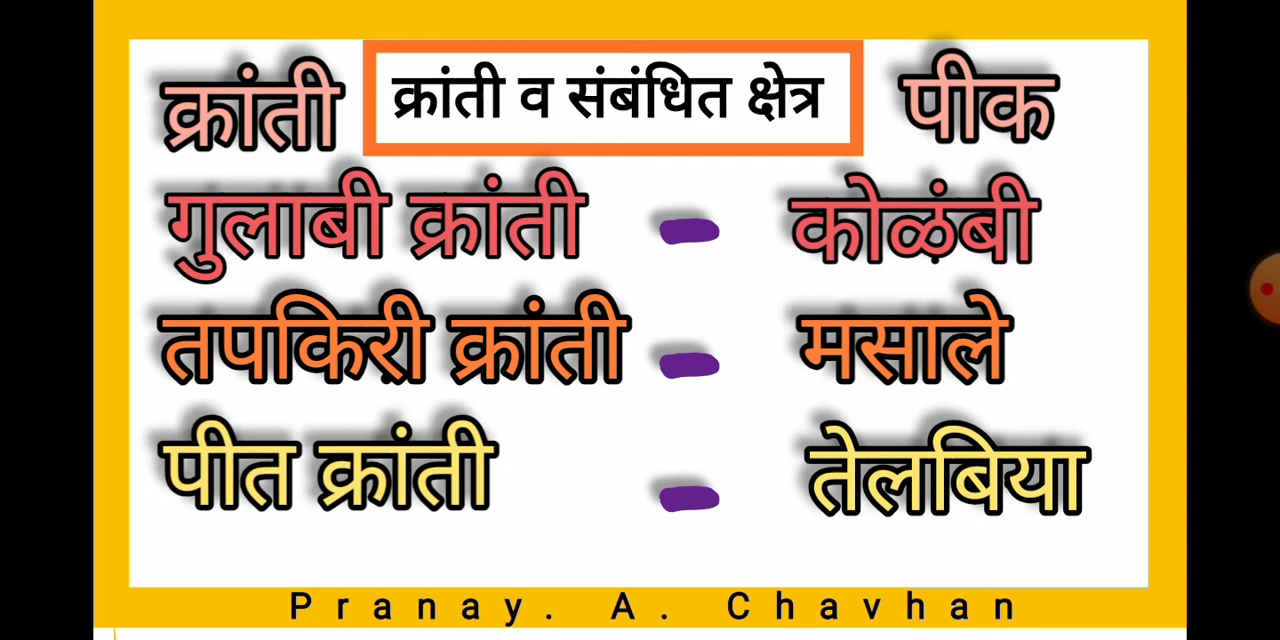 क्रांती व संबंधित क्षेत्र
क्रांती पीक
गुलाबी क्रांती - कोळंबी
तपकिरी क्रांती - मसाले
पीत क्रांती - तेलबिया
Pranay. A. Chavhan